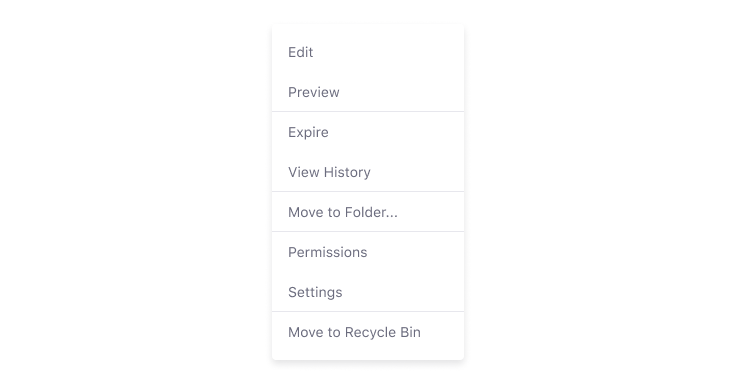 Edit
Preview
Expire
View History
Move to Folder...
Permissions
Settings
Move to Recycle Bin